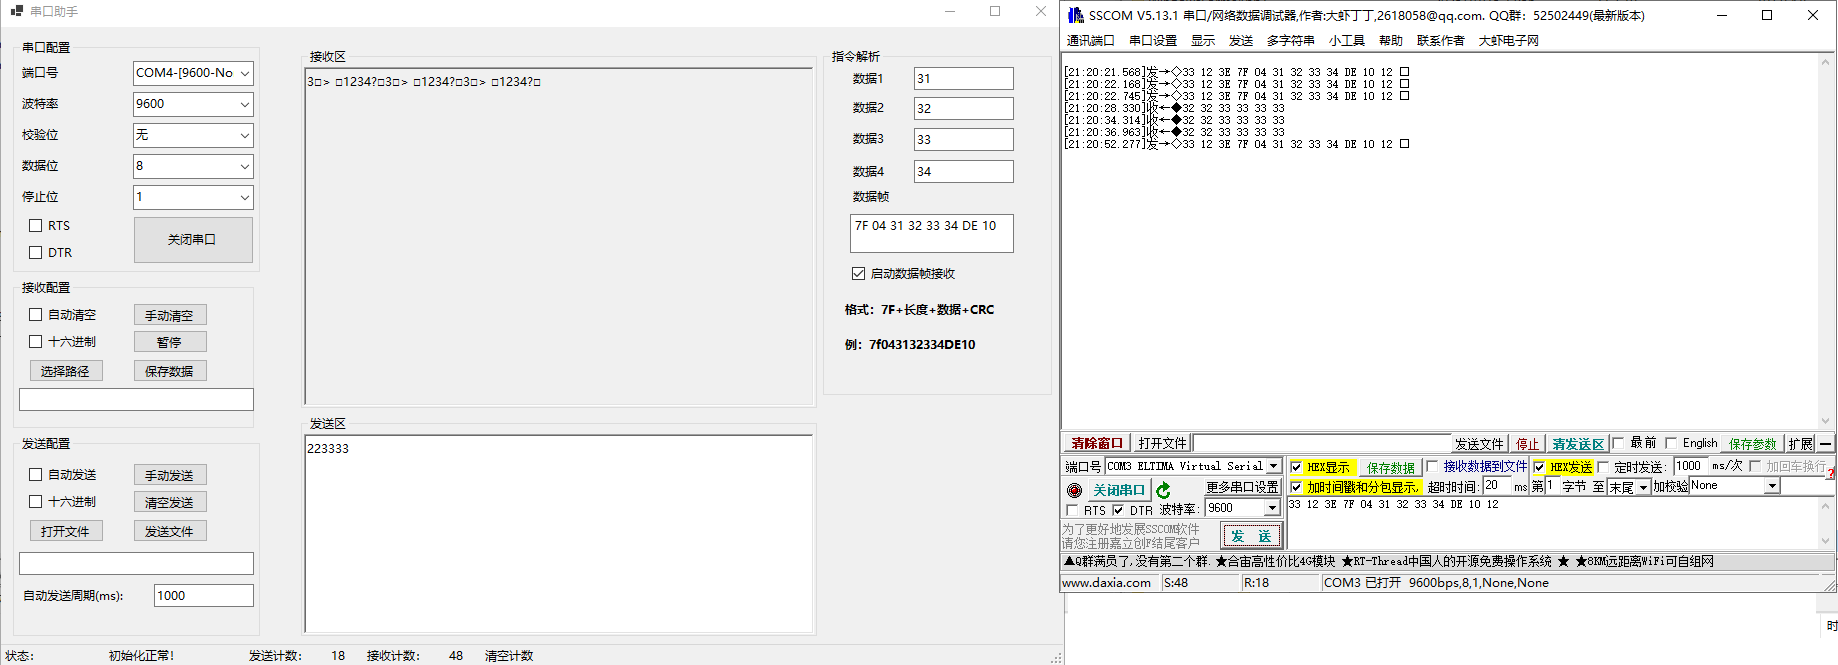 串口助手
串口配置
端口号 COM4-[9600-No
波特率 9600
校验位 无
数据位 8
停止位 1
RTS
DTR
关闭串口
接收配置
自动清空 手动清空
十六进制 暂停
选择路径 保存数据
发送配置
自动发送 手动发送
十六进制 清空发送
打开文件 发送文件
自动发送周期(ms): 1000
接收区
3□> □1234?□3□> □1234?□3□> □1234?□
发送区
223333
指令解析
数据1 31
数据2 32
数据3 33
数据4 34
数据帧
7F 04 31 32 33 34 DE 10
启动数据帧接收
格式：7F+长度+数据+CRC
例：7f043132334DE10
状态: 初始化正常! 发送计数: 18 接收计数: 48 清空计数
SSCOM V5.13.1 串口/网络数据调试器,作者:大虾丁丁,2618058@qq.com. QQ群：52502449(最新版本)
通讯端口 串口设置 显示 发送 多字符串 小工具 帮助 联系作者 大虾电子网
[21:20:21.568]发→◇33 12 3E 7F 04 31 32 33 34 DE 10 12 □
[21:20:22.168]发→◇33 12 3E 7F 04 31 32 33 34 DE 10 12 □
[21:20:22.745]发→◇33 12 3E 7F 04 31 32 33 34 DE 10 12 □
[21:20:28.330]收←◆32 32 33 33 33 33
[21:20:34.314]收←◆32 32 33 33 33 33
[21:20:36.963]收←◆32 32 33 33 33 33
[21:20:52.277]发→◇33 12 3E 7F 04 31 32 33 34 DE 10 12 □
清除窗口 打开文件 发送文件 停止 清发送区 最前 English 保存参数 扩展 —
端口号 COM3 ELTIMA Virtual Serial HEX显示 保存数据 接收数据到文件 HEX发送 定时发送: 1000 ms/次 加回车换行
关闭串口 更多串口设置 加时间戳和分包显示, 超时时间: 20 ms 第1 字节 至 末尾 加校验 None
RTS DTR 波特率: 9600
33 12 3E 7F 04 31 32 33 34 DE 10 12
为了更好地发展SSCOM软件
请您注册嘉立创F结尾客户
发 送
▲Q群满员了,没有第二个群. ★合宙高性价比4G模块 ★RT-Thread中国人的开源免费操作系统 ★ ★8KM远距离WiFi可自组网
www.daxia.com S:48 R:18 COM3 已打开 9600bps,8,1,None,None
时